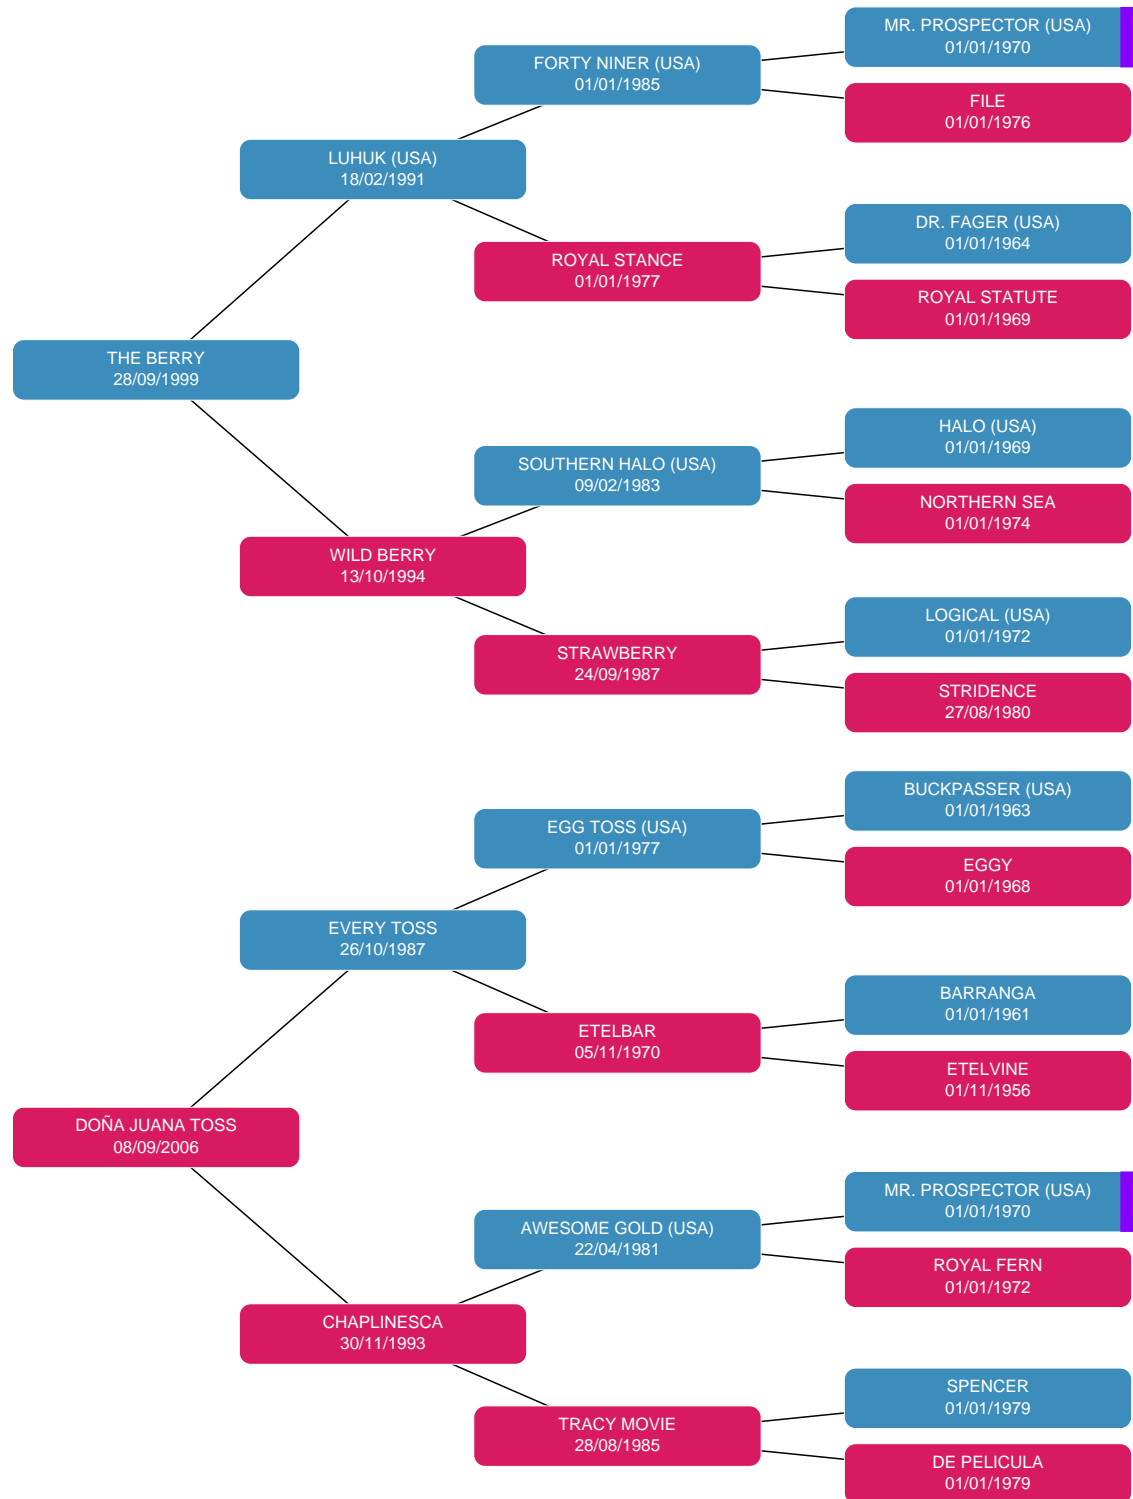 MR. PROSPECTOR (USA)
01/01/1970
FORTY NINER (USA)
01/01/1985
FILE
01/01/1976
LUHUK (USA)
18/02/1991
DR. FAGER (USA)
01/01/1964
ROYAL STANCE
01/01/1977
ROYAL STATUTE
01/01/1969
THE BERRY
28/09/1999
HALO (USA)
01/01/1969
SOUTHERN HALO (USA)
09/02/1983
NORTHERN SEA
01/01/1974
WILD BERRY
13/10/1994
LOGICAL (USA)
01/01/1972
STRAWBERRY
24/09/1987
STRIDENCE
27/08/1980
BUCKPASSER (USA)
01/01/1963
EGG TOSS (USA)
01/01/1977
EGGY
01/01/1968
EVERY TOSS
26/10/1987
BARRANGA
01/01/1961
ETELBAR
05/11/1970
ETELVINE
01/11/1956
DOÑA JUANA TOSS
08/09/2006
MR. PROSPECTOR (USA)
01/01/1970
AWESOME GOLD (USA)
22/04/1981
ROYAL FERN
01/01/1972
CHAPLINESCA
30/11/1993
SPENCER
01/01/1979
TRACY MOVIE
28/08/1985
DE PELICULA
01/01/1979